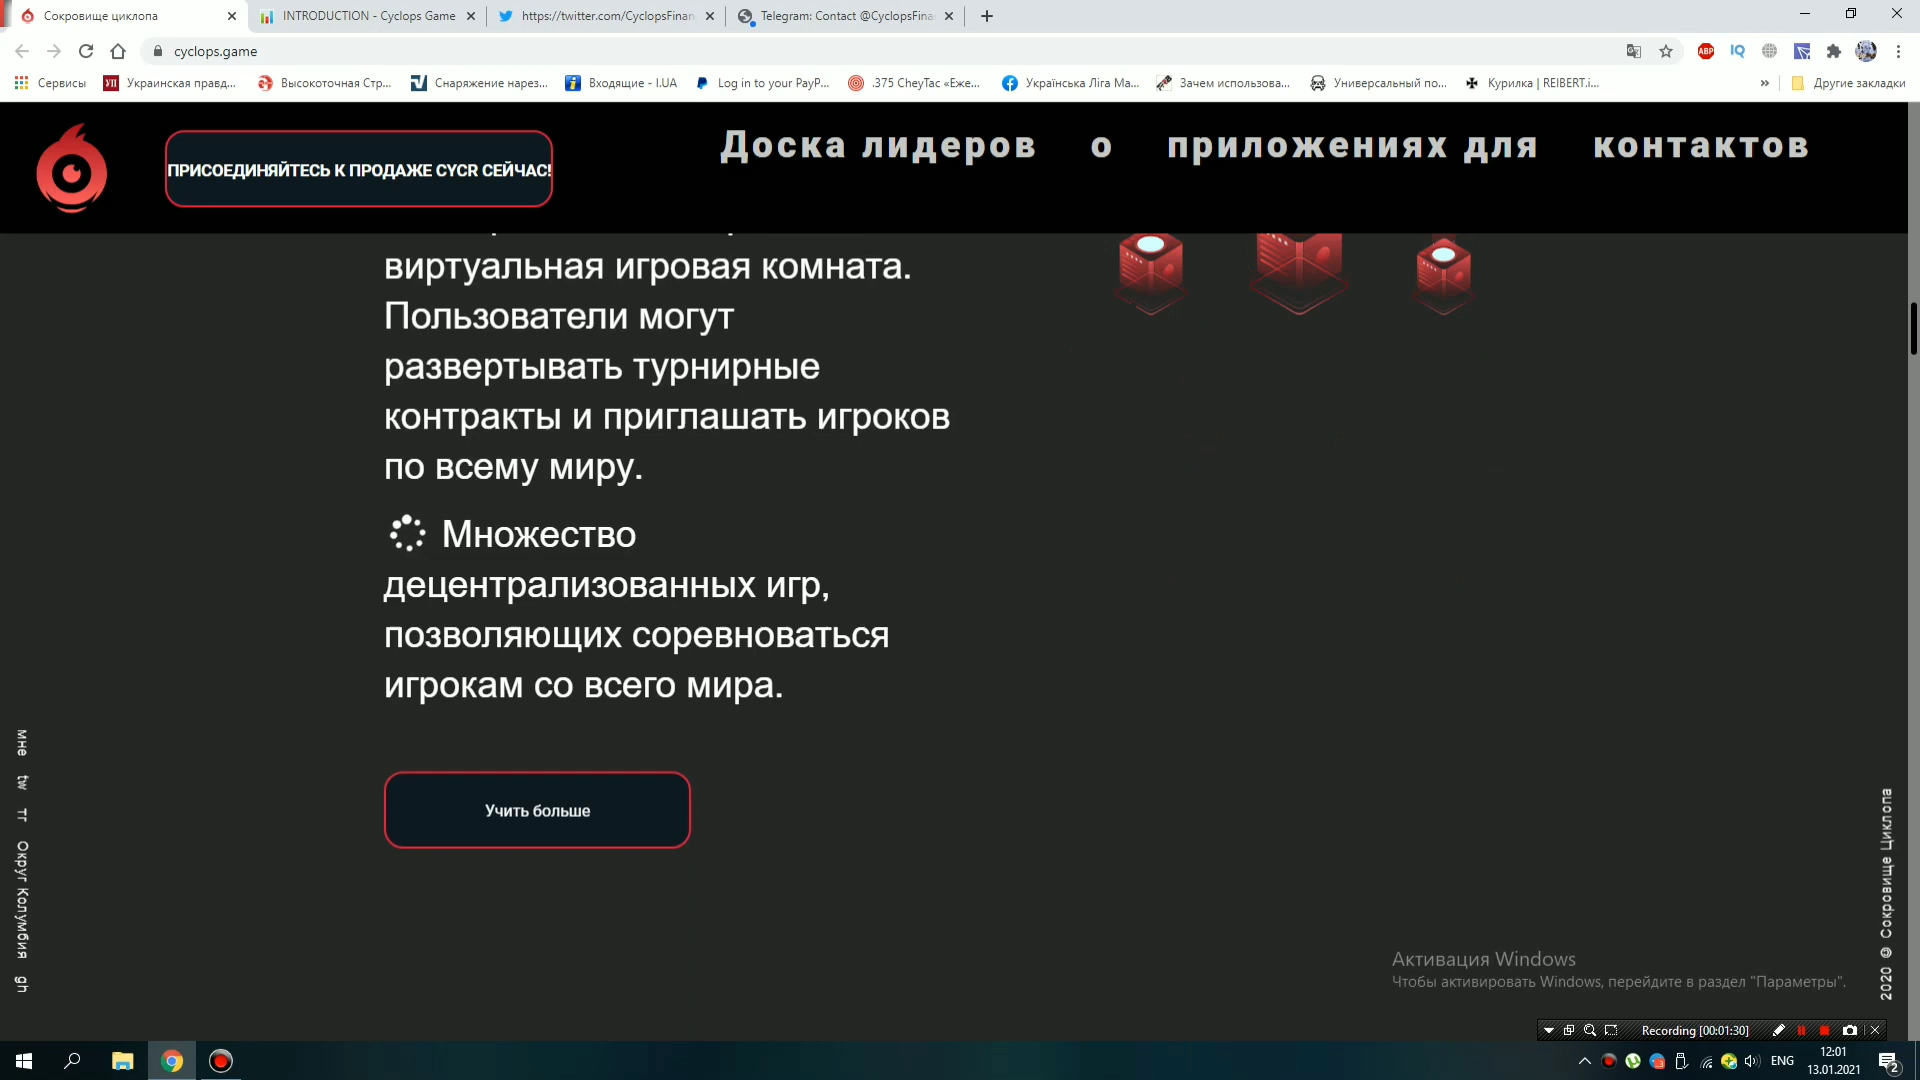 Сокровище циклопа
INTRODUCTION - Cyclops Game
https://twitter.com/CyclopsFinan
Telegram: Contact @CyclopsFina
cyclops.game
ABP
IQ
Сервисы
УП
Украинская правд...
Высокоточная Стр...
Снаряжение нарез...
Входящие - I.UA
Log in to your PayP...
.375 CheyTac «Еже...
Українська Ліга Ма...
Зачем использова...
Универсальный по...
Курилка | REIBERT.i...
»
Другие закладки
ПРИСОЕДИНЯЙТЕСЬ К ПРОДАЖЕ CYCR СЕЙЧАС!
Доска лидеров
о
приложениях для
контактов
виртуальная игровая комната.
Пользователи могут
развертывать турнирные
контракты и приглашать игроков
по всему миру.
Множество
децентрализованных игр,
позволяющих соревноваться
игрокам со всего мира.
Учить больше
мне
tw
тг
Округ Колумбия
gh
2020 © Сокровище Циклопа
Активация Windows
Чтобы активировать Windows, перейдите в раздел "Параметры".
Recording [00:01:30]
ENG
12:01
13.01.2021
2